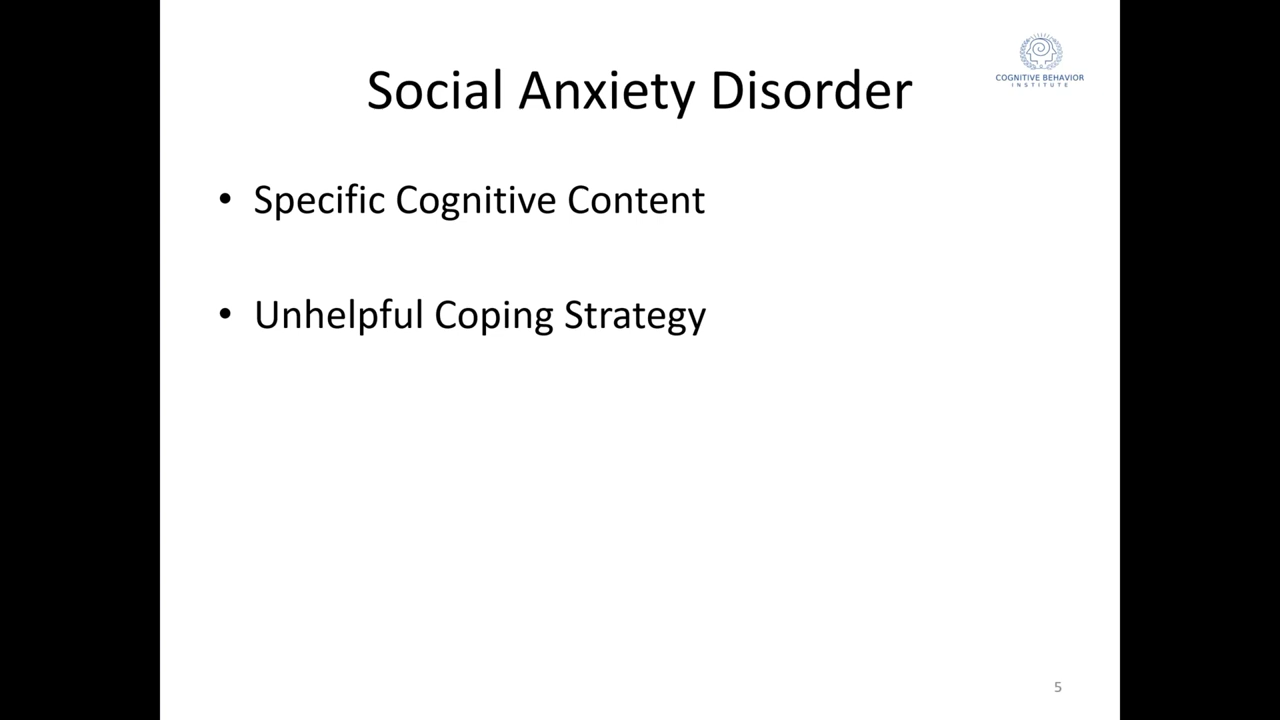 COGNITIVE BEHAVIOR
INSTITUTE
Social Anxiety Disorder
• Specific Cognitive Content
• Unhelpful Coping Strategy
5